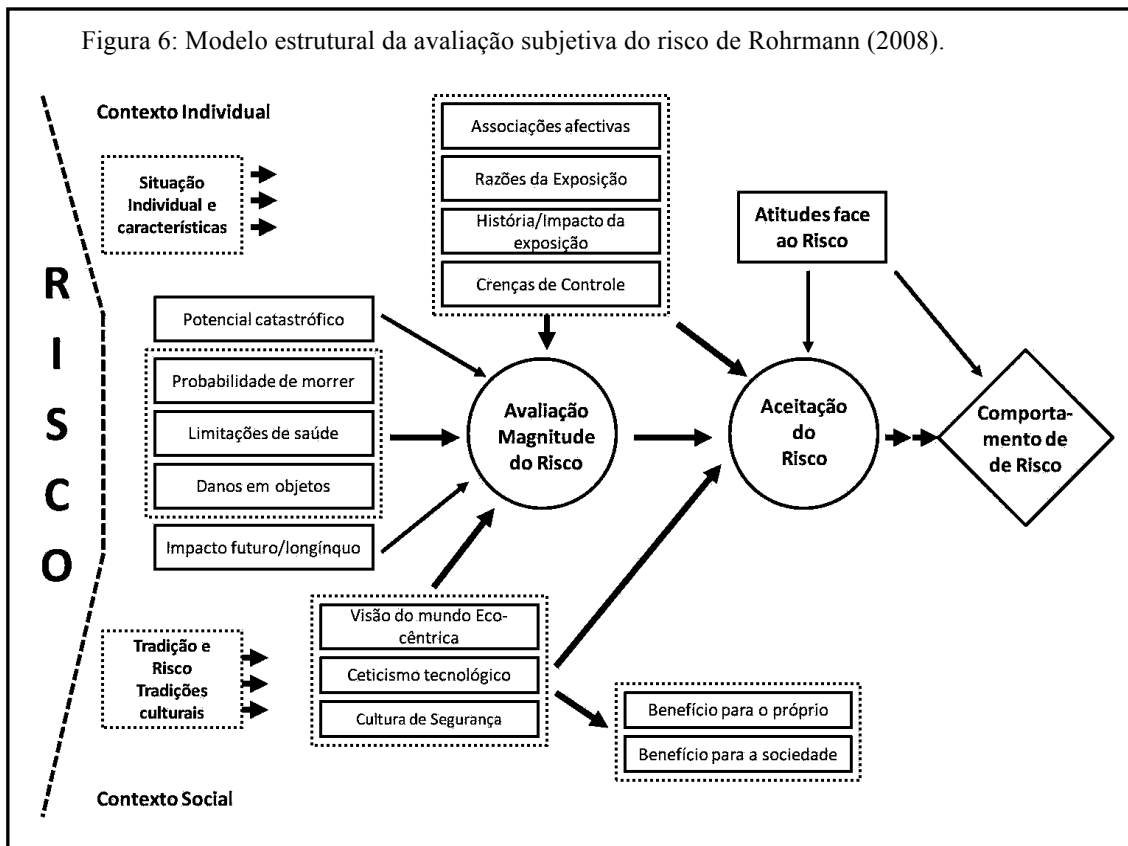 Figura 6: Modelo estrutural da avaliação subjetiva do risco de Rohrmann (2008).
RISCO
Contexto Individual
Situação
Individual e
características
Associações afectivas
Razões da Exposição
História/Impacto da
exposição
Crenças de Controle
Atitudes face
ao Risco
Potencial catastrófico
Probabilidade de morrer
Limitações de saúde
Danos em objetos
Impacto futuro/longínquo
Avaliação
Magnitude
do Risco
Aceitação
do
Risco
Comporta-
mento de
de Risco
Tradição e
Risco
Tradições
culturais
Visão do mundo Eco-
cêntrica
Ceticismo tecnológico
Cultura de Segurança
Benefício para o próprio
Benefício para a sociedade
Contexto Social